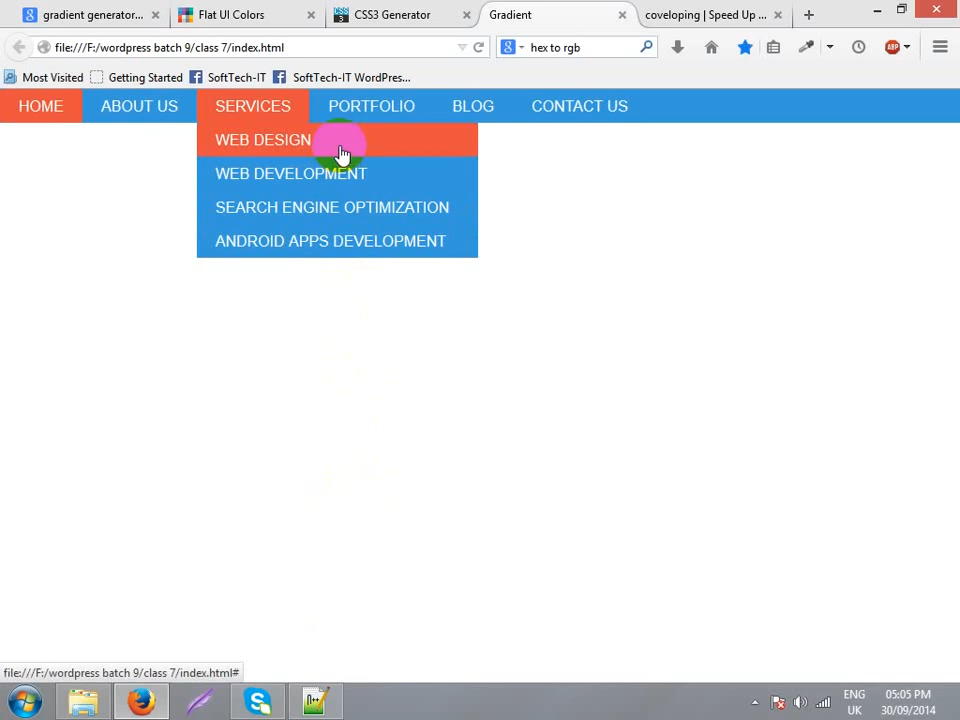 gradient generator...
Flat UI Colors
CSS3 Generator
Gradient
coveloping | Speed Up ...
file:///F:/wordpress batch 9/class 7/index.html
hex to rgb
ABP
Most Visited
Getting Started
SoftTech-IT
SoftTech-IT WordPres...
HOME
ABOUT US
SERVICES
PORTFOLIO
BLOG
CONTACT US
WEB DESIGN
WEB DEVELOPMENT
SEARCH ENGINE OPTIMIZATION
ANDROID APPS DEVELOPMENT
file:///F:/wordpress batch 9/class 7/index.html#
ENG
UK
05:05 PM
30/09/2014